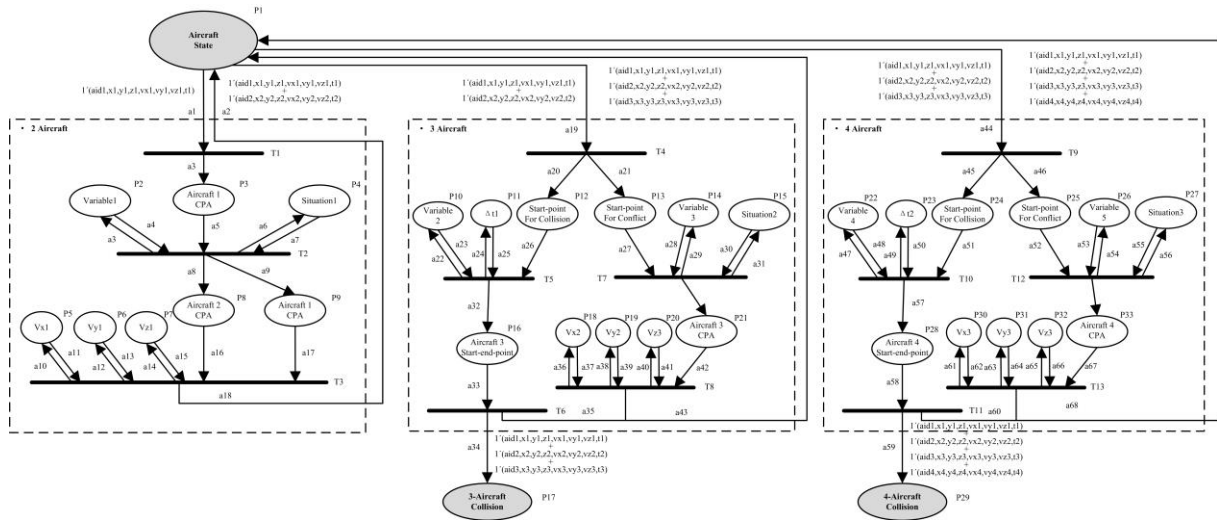 P1
Aircraft
State
1`(aid1,x1,y1,z1,vx1,vy1,vz1,t1)
a1
a2
1`(aid1,x1,y1,z1,vx1,vy1,vz1,t1)
+
1`(aid2,x2,y2,z2,vx2,vy2,vz2,t2)
1`(aid1,x1,y1,z1,vx1,vy1,vz1,t1)
+
1`(aid2,x2,y2,z2,vx2,vy2,vz2,t2)
1`(aid1,x1,y1,z1,vx1,vy1,vz1,t1)
+
1`(aid2,x2,y2,z2,vx2,vy2,vz2,t2)
+
1`(aid3,x3,y3,z3,vx3,vy3,vz3,t3)
1`(aid1,x1,y1,z1,vx1,vy1,vz1,t1)
+
1`(aid2,x2,y2,z2,vx2,vy2,vz2,t2)
+
1`(aid3,x3,y3,z3,vx3,vy3,vz3,t3)
1`(aid1,x1,y1,z1,vx1,vy1,vz1,t1)
+
1`(aid2,x2,y2,z2,vx2,vy2,vz2,t2)
+
1`(aid3,x3,y3,z3,vx3,vy3,vz3,t3)
+
1`(aid4,x4,y4,z4,vx4,vy4,vz4,t4)
• 2 Aircraft
T1
a3
P2
Variable1
P3
Aircraft 1
CPA
P4
Situation1
a3
a4
a5
a6
a7
T2
a8
a9
P5
Vx1
P6
Vy1
P7
Vz1
P8
Aircraft 2
CPA
P9
Aircraft 1
CPA
a10
a11
a12
a13
a14
a15
a16
a17
T3
a18
• 3 Aircraft
a19
T4
a20
a21
P10
Variable
2
P11
Δt1
P12
Start-point
For Collision
P13
Start-point
For Conflict
P14
Variable
3
P15
Situation2
a22
a23
a24
a25
a26
a27
a28
a29
a30
a31
T5
T7
a32
P16
Aircraft 3
Start-end-point
P18
Vx2
P19
Vy2
P20
Vz3
P21
Aircraft 3
CPA
a33
a36
a37
a38
a39
a40
a41
a42
T8
T6
a35
a43
a34
1`(aid1,x1,y1,z1,vx1,vy1,vz1,t1)
+
1`(aid2,x2,y2,z2,vx2,vy2,vz2,t2)
+
1`(aid3,x3,y3,z3,vx3,vy3,vz3,t3)
3-Aircraft
Collision
P17
• 4 Aircraft
a44
T9
a45
a46
P22
Variable
4
P23
Δt2
P24
Start-point
For Collision
P25
Start-point
For Conflict
P26
Variable
5
P27
Situation3
a47
a48
a49
a50
a51
a52
a53
a54
a55
a56
T10
T12
a57
P28
Aircraft 4
Start-end-point
P30
Vx3
P31
Vy3
P32
Vz3
P33
Aircraft 4
CPA
a58
a61
a62
a63
a64
a65
a66
a67
T13
T11
a60
a68
a59
1`(aid1,x1,y1,z1,vx1,vy1,vz1,t1)
+
1`(aid2,x2,y2,z2,vx2,vy2,vz2,t2)
+
1`(aid3,x3,y3,z3,vx3,vy3,vz3,t3)
+
1`(aid4,x4,y4,z4,vx4,vy4,vz4,t4)
4-Aircraft
Collision
P29